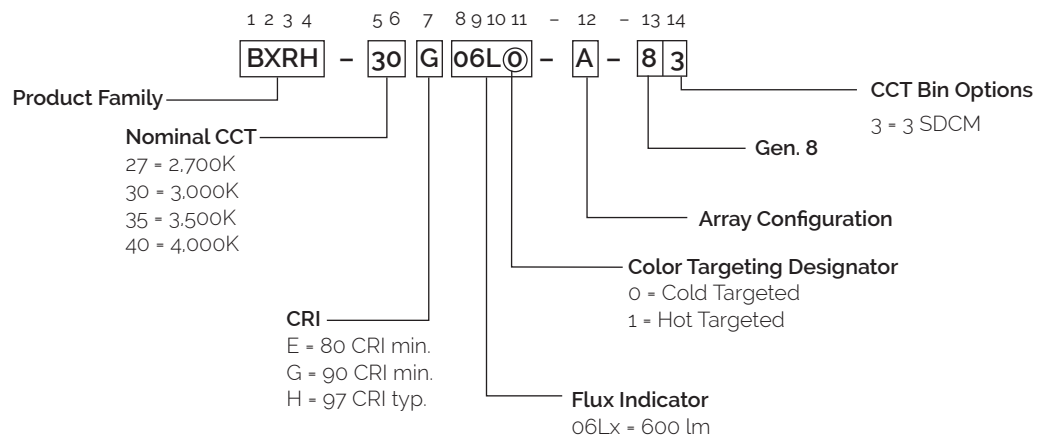 1 2 3 4 5 6 7 8 9 10 11 - 12 - 13 14
BXRH - 30 G 06L0 - A - 8 3
Product Family
CCT Bin Options
3 = 3 SDCM
Nominal CCT
27 = 2,700K
30 = 3,000K
35 = 3,500K
40 = 4,000K
Gen. 8
Array Configuration
Color Targeting Designator
0 = Cold Targeted
1 = Hot Targeted
CRI
E = 80 CRI min.
G = 90 CRI min.
H = 97 CRI typ.
Flux Indicator
06Lx = 600 lm